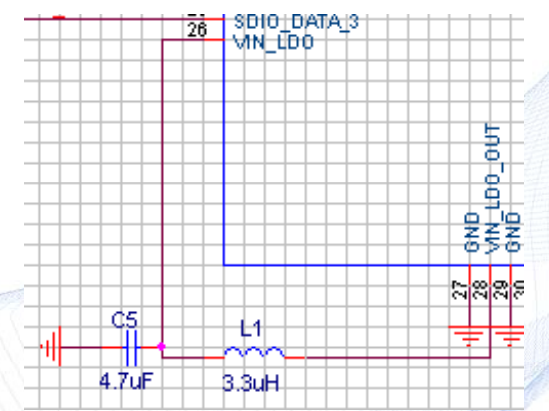 SDIO_DATA_3
26
VIN_LDO
GND
VIN_LDO_OUT
GND
27
28
29
C5
4.7uF
L1
3.3uH